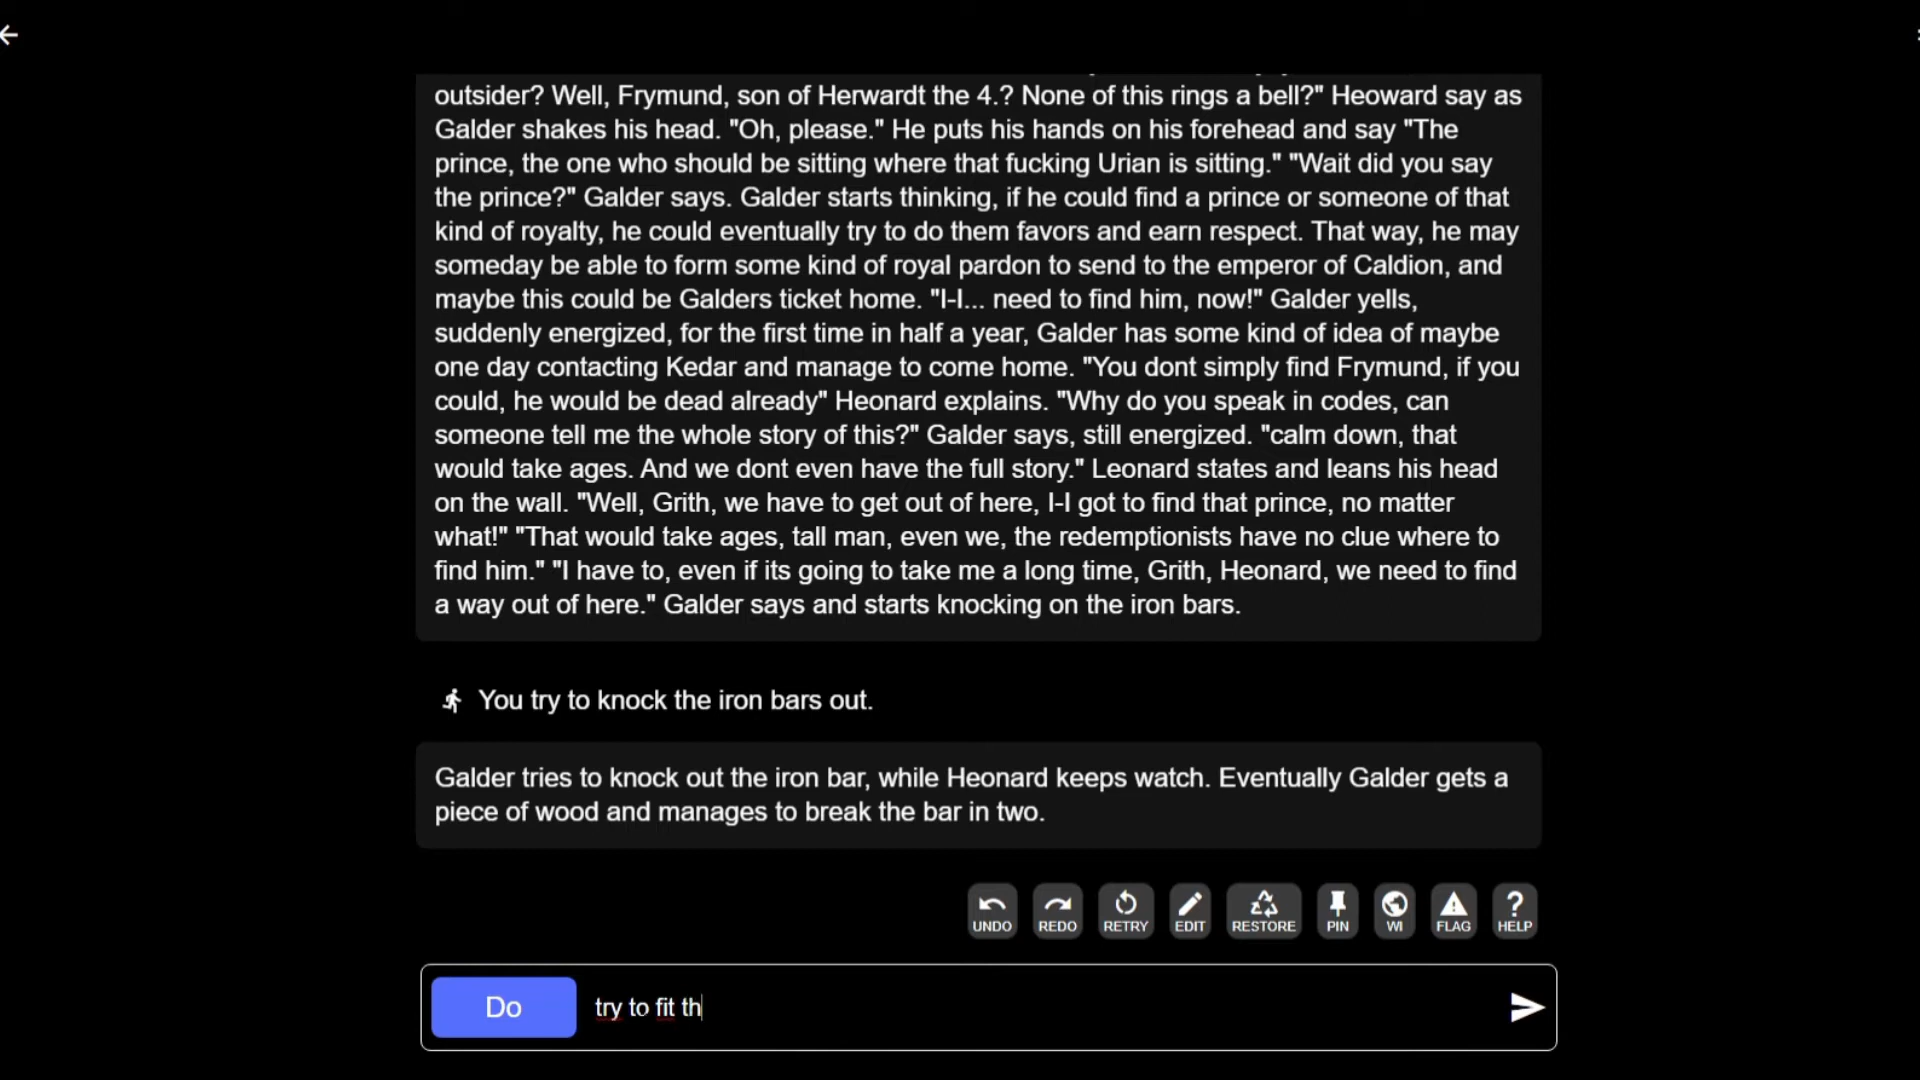 outsider? Well, Frymund, son of Herwardt the 4.? None of this rings a bell?" Heoward say as
Galder shakes his head. "Oh, please." He puts his hands on his forehead and say "The
prince, the one who should be sitting where that fucking Urian is sitting." "Wait did you say
the prince?" Galder says. Galder starts thinking, if he could find a prince or someone of that
kind of royalty, he could eventually try to do them favors and earn respect. That way, he may
someday be able to form some kind of royal pardon to send to the emperor of Caldion, and
maybe this could be Galders ticket home. "I-I... need to find him, now!" Galder yells,
suddenly energized, for the first time in half a year, Galder has some kind of idea of maybe
one day contacting Kedar and manage to come home. "You dont simply find Frymund, if you
could, he would be dead already" Heonard explains. "Why do you speak in codes, can
someone tell me the whole story of this?" Galder says, still energized. "calm down, that
would take ages. And we dont even have the full story." Leonard states and leans his head
on the wall. "Well, Grith, we have to get out of here, I-I got to find that prince, no matter
what!" "That would take ages, tall man, even we, the redemptionists have no clue where to
find him." "I have to, even if its going to take me a long time, Grith, Heonard, we need to find
a way out of here." Galder says and starts knocking on the iron bars.
You try to knock the iron bars out.
Galder tries to knock out the iron bar, while Heonard keeps watch. Eventually Galder gets a
piece of wood and manages to break the bar in two.
UNDO REDO RETRY EDIT RESTORE PIN WI FLAG HELP
Do try to fit th